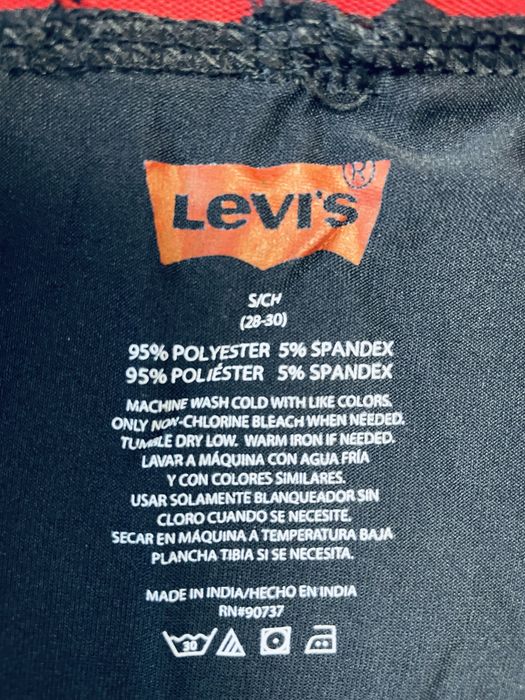 Levi's®
S/CH
(28-30)
95% POLYESTER 5% SPANDEX
95% POLIÉSTER 5% SPANDEX
MACHINE WASH COLD WITH LIKE COLORS.
ONLY NON-CHLORINE BLEACH WHEN NEEDED.
TUMBLE DRY LOW. WARM IRON IF NEEDED.
LAVAR A MÁQUINA CON AGUA FRÍA
Y CON COLORES SIMILARES.
USAR SOLAMENTE BLANQUEADOR SIN
CLORO CUANDO SE NECESITE.
SECAR EN MÁQUINA A TEMPERATURA BAJA
PLANCHA TIBIA SI SE NECESITA.
MADE IN INDIA/HECHO EN INDIA
RN#90737
30